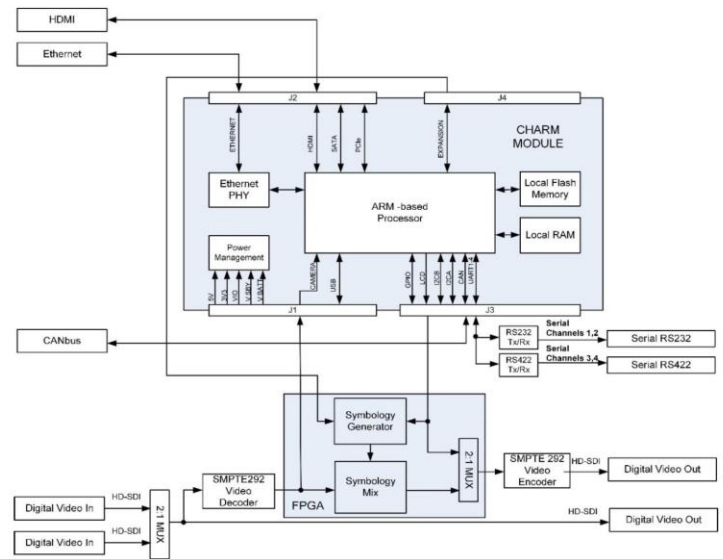 HDMI
Ethernet
J2
J4
CHARM
MODULE
ETHERNET
HDMI
SATA
PCIe
EXPANSION
Ethernet
PHY
ARM -based
Processor
Local Flash
Memory
Local RAM
Power
Management
5V
3V3
VIO
V SBY
V BATT
CAMERA
USB
GPIO
LCD
I2CB
I2CA
CAN
UART1-4
J1
J3
CANbus
RS232
Tx/Rx
Serial
Channels 1,2
Serial RS232
RS422
Tx/Rx
Serial
Channels 3,4
Serial RS422
Symbology
Generator
Symbology
Mix
FPGA
2:1 MUX
SMPTE292
Video
Decoder
SMPTE 292
Video
Encoder
HD-SDI
Digital Video Out
Digital Video In
HD-SDI
Digital Video In
HD-SDI
2:1 MUX
HD-SDI
Digital Video Out